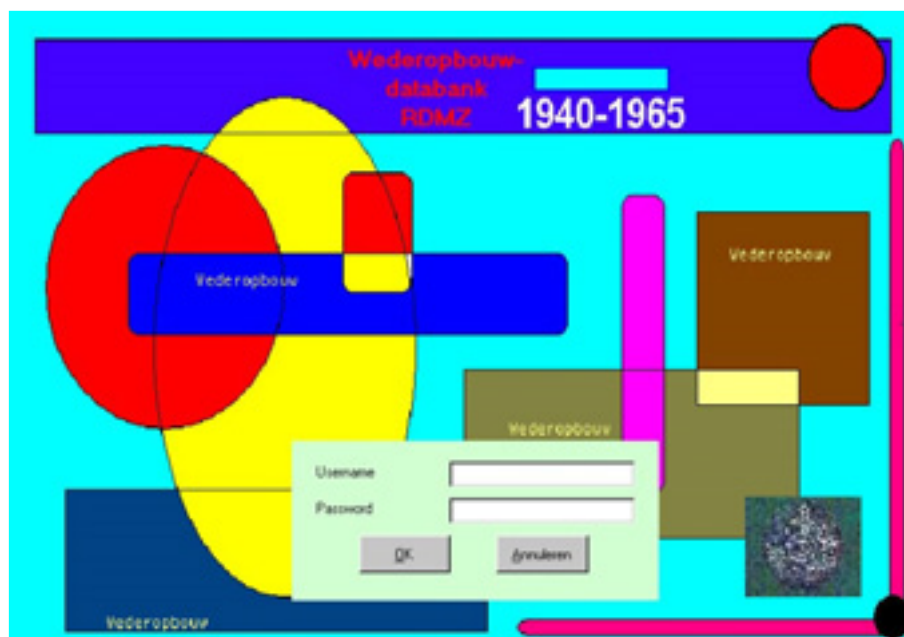 Wederopbouw-
databank
RDMZ
1940-1965
Wederopbouw
Wederopbouw
Wederopbouw
Username
Password
OK
Annuleren
Wederopbouw